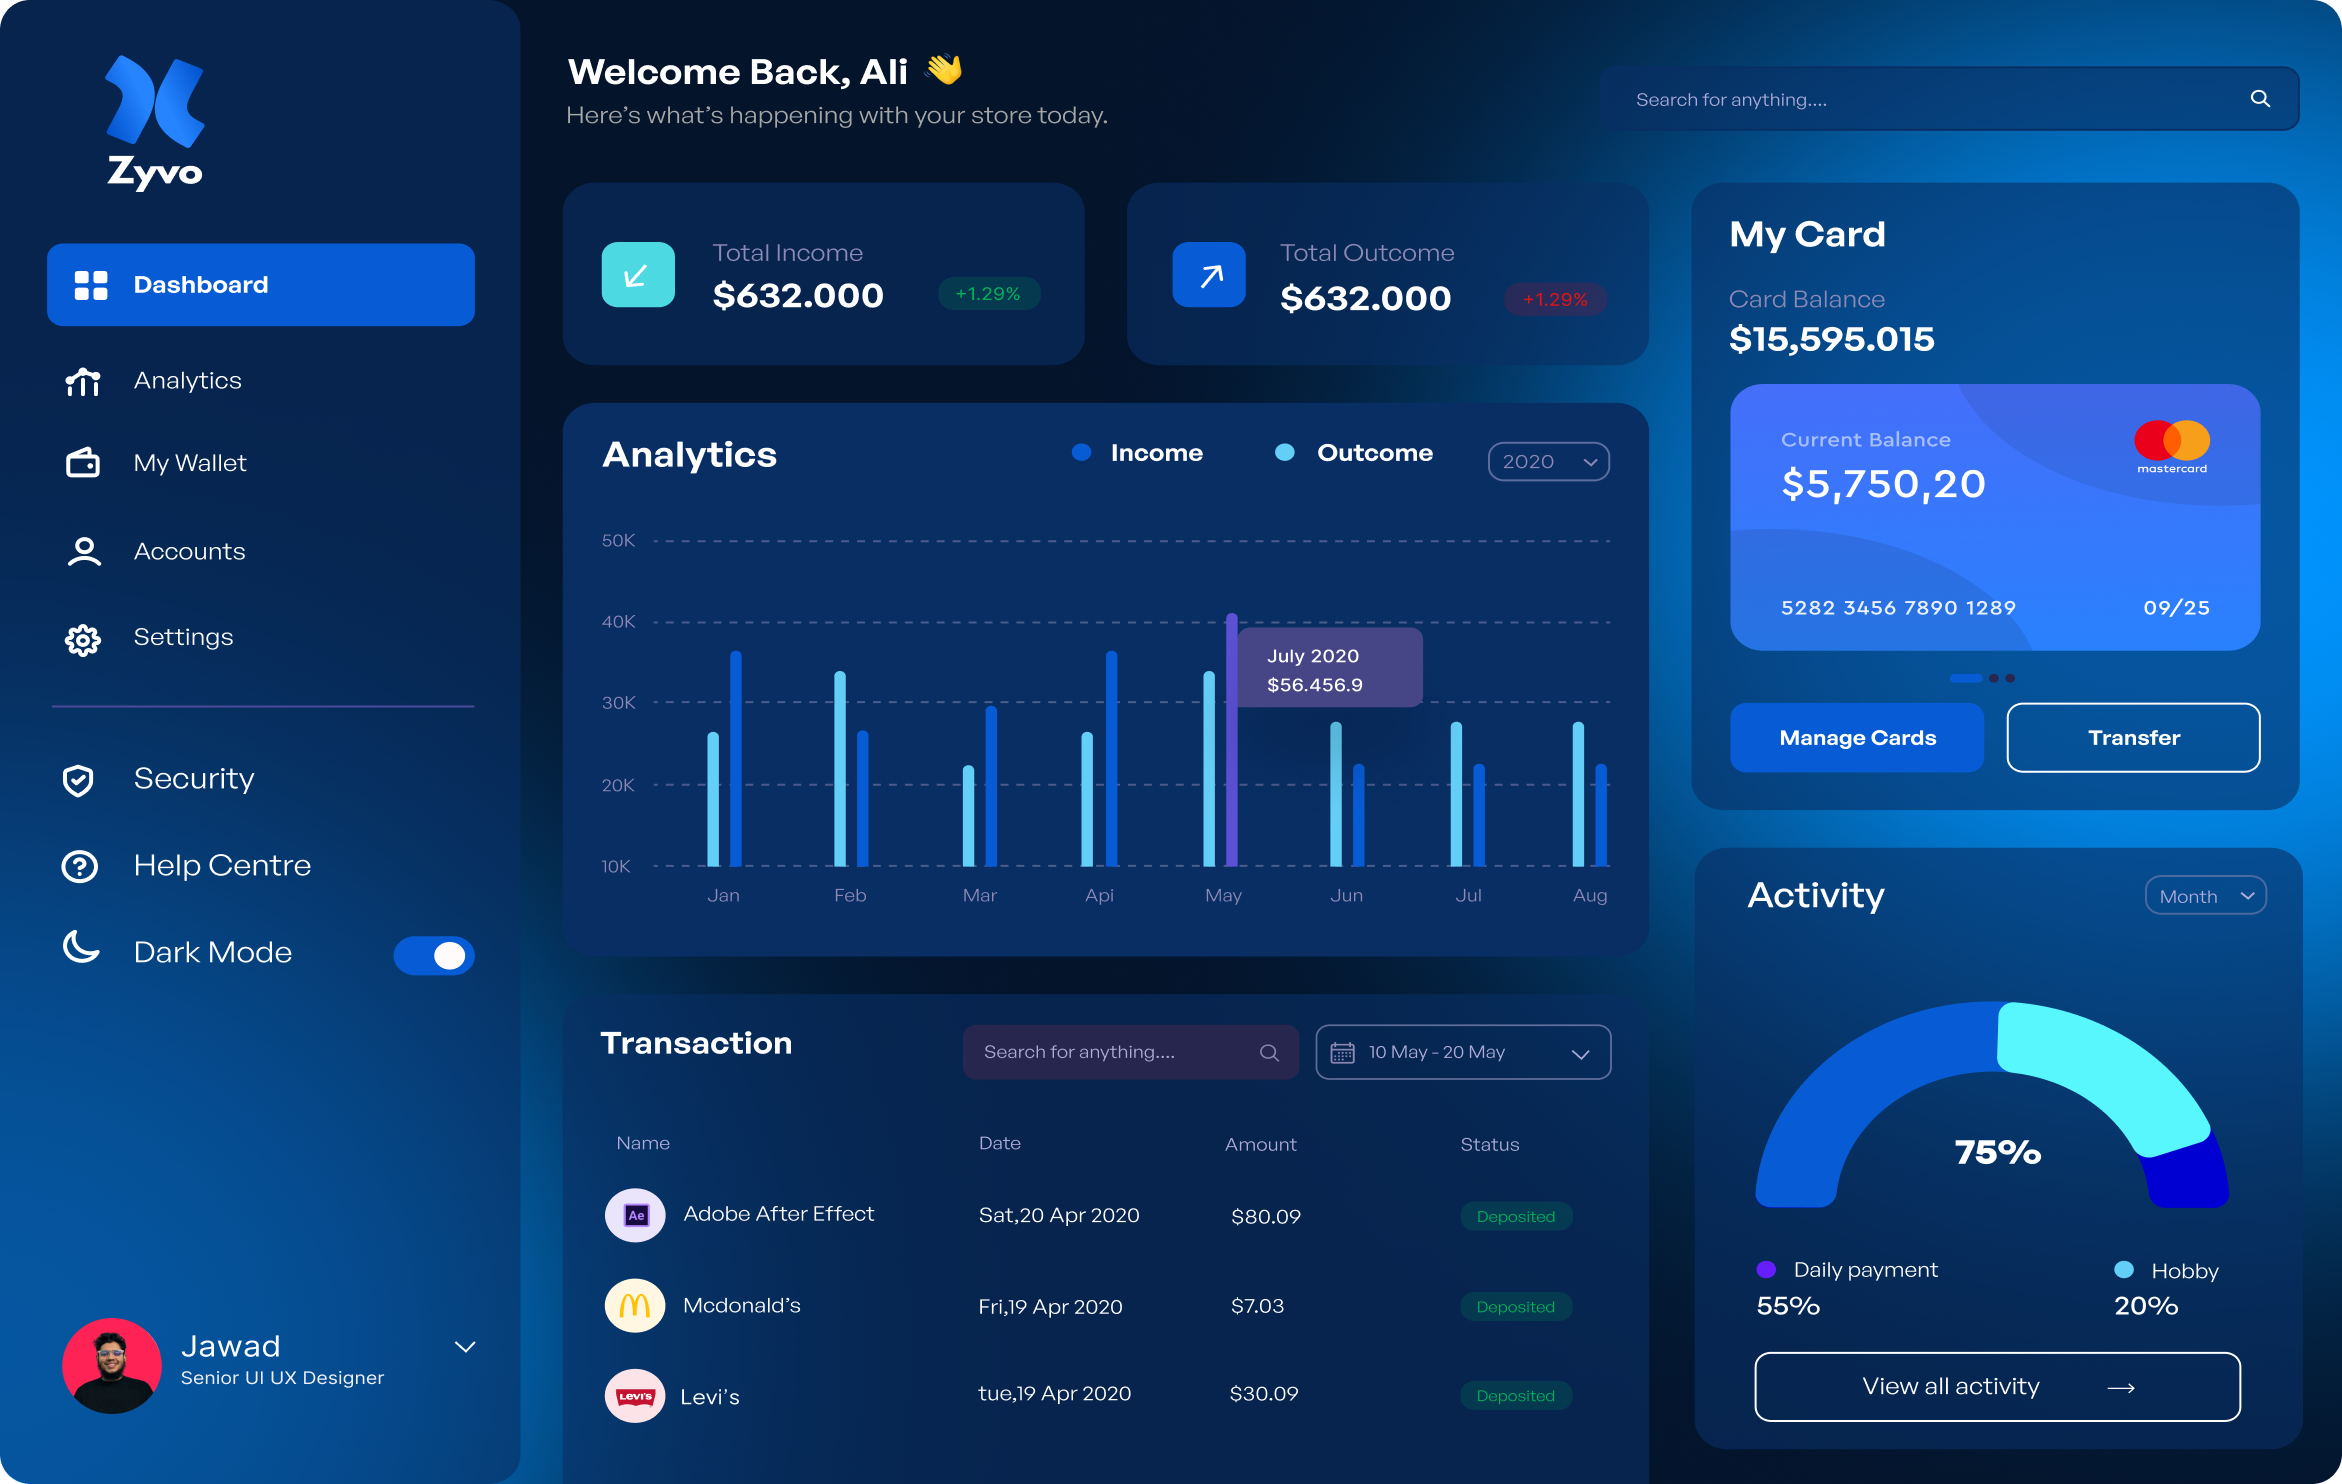 Zyvo
Dashboard
Analytics
My Wallet
Accounts
Settings
Security
Help Centre
Dark Mode
Jawad
Senior UI UX Designer
Welcome Back, Ali 👋
Here's what's happening with your store today.
Search for anything....
Total Income
$632.000
+1.29%
Total Outcome
$632.000
+1.29%
Analytics
Income
Outcome
2020
50K
40K
30K
20K
10K
July 2020
$56.456.9
Jan
Feb
Mar
Api
May
Jun
Jul
Aug
Transaction
Search for anything....
10 May - 20 May
Name
Date
Amount
Status
Ae
Adobe After Effect
Sat,20 Apr 2020
$80.09
Deposited
Mcdonald's
Fri,19 Apr 2020
$7.03
Deposited
Levi's
Levi's
tue,19 Apr 2020
$30.09
Deposited
My Card
Card Balance
$15,595.015
Current Balance
$5,750,20
mastercard
5282 3456 7890 1289
09/25
Manage Cards
Transfer
Activity
Month
75%
Daily payment
55%
Hobby
20%
View all activity